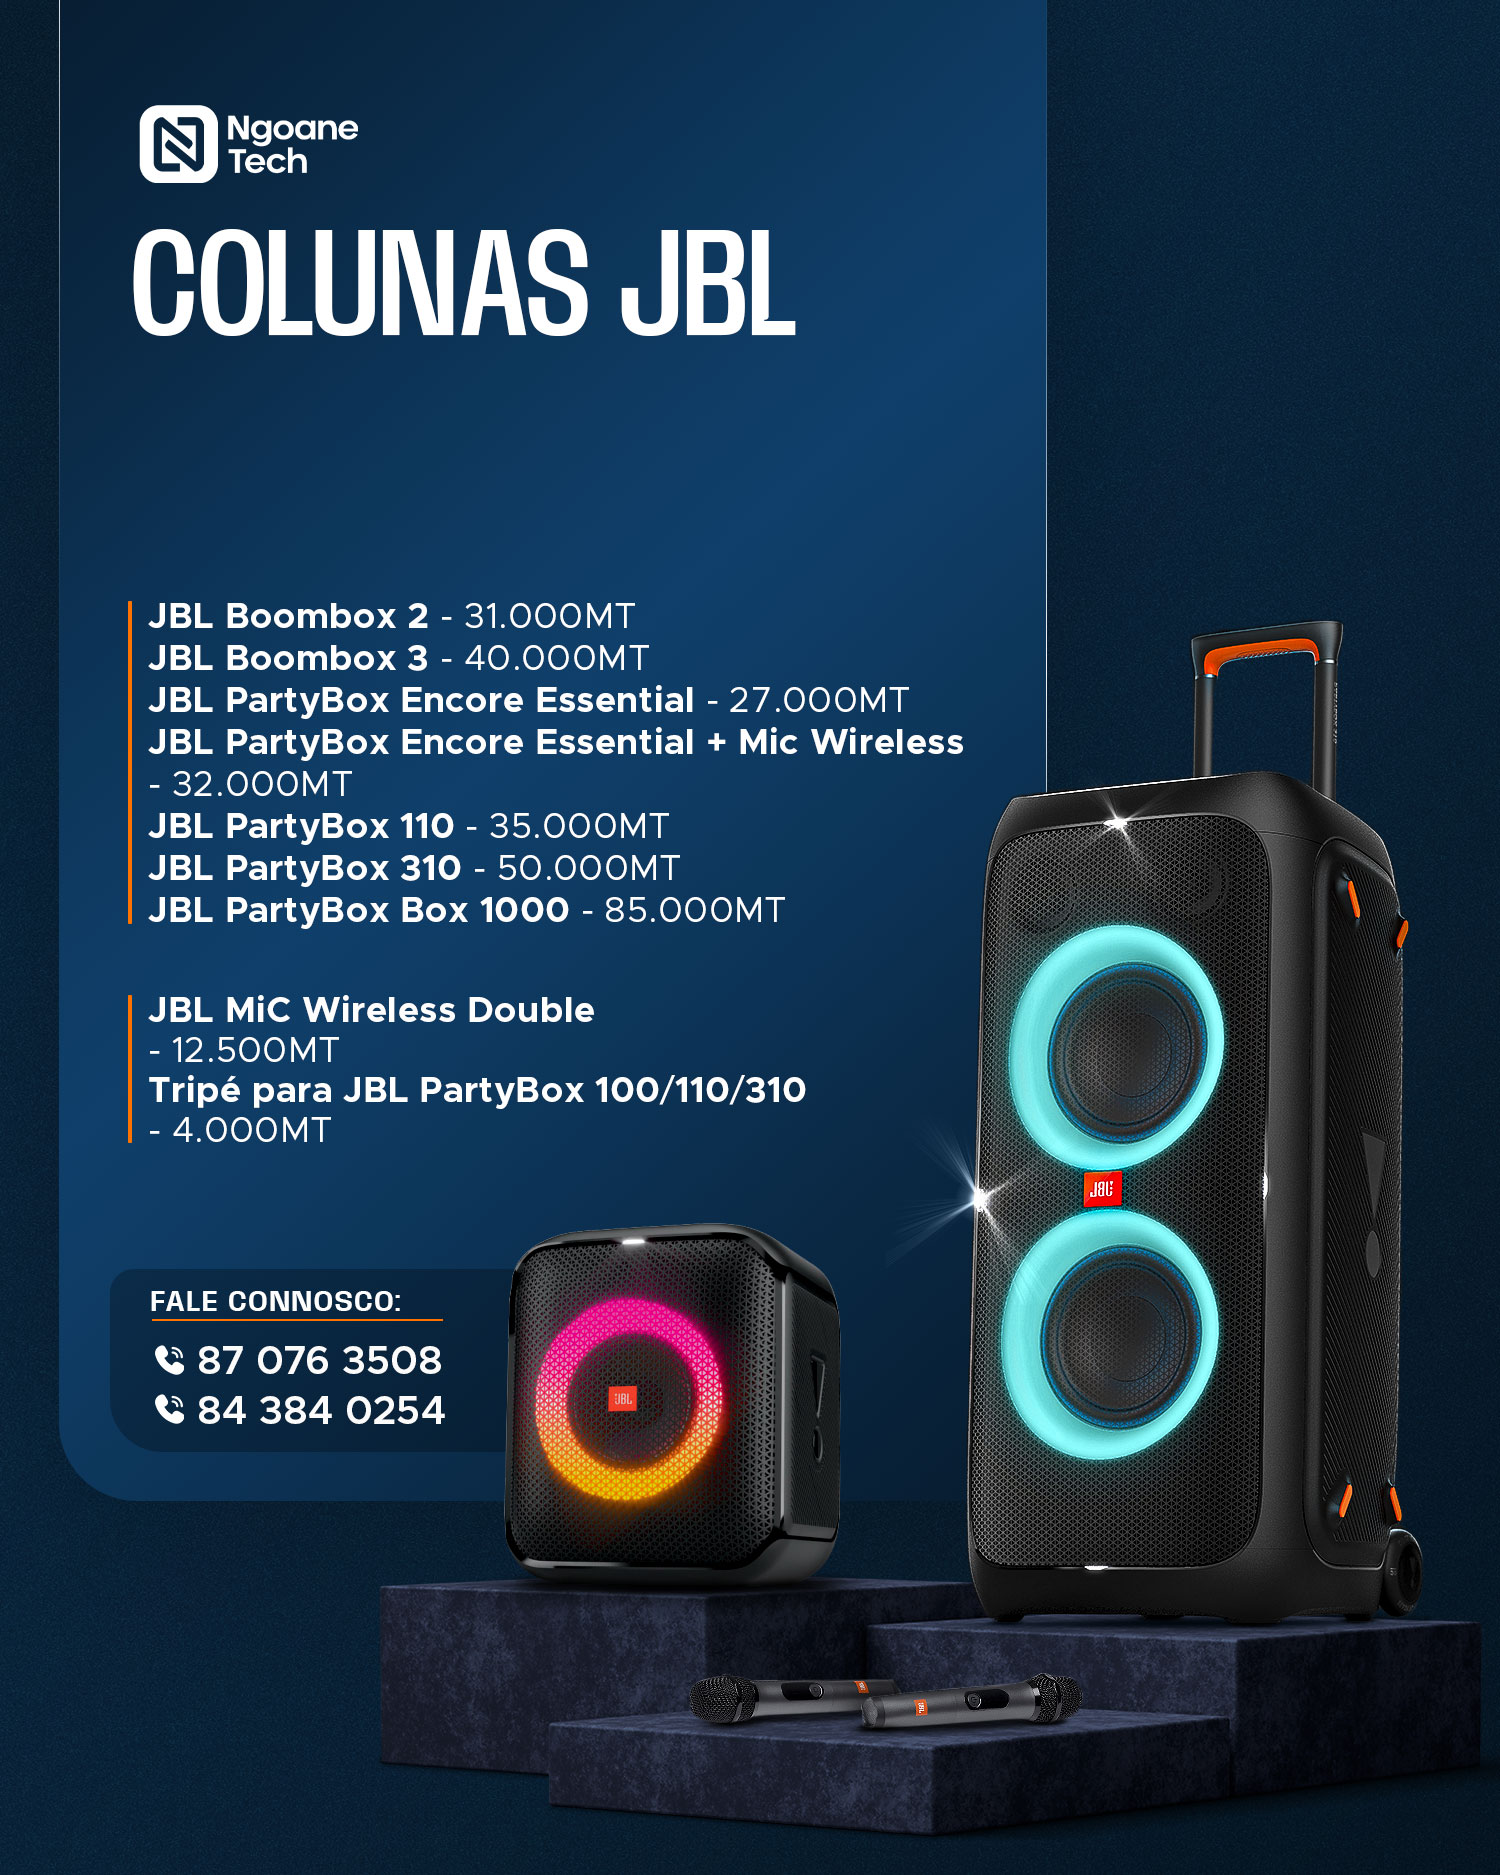 Ngoane
Tech
COLUNAS JBL
JBL Boombox 2 - 31.000MT
JBL Boombox 3 - 40.000MT
JBL PartyBox Encore Essential - 27.000MT
JBL PartyBox Encore Essential + Mic Wireless
- 32.000MT
JBL PartyBox 110 - 35.000MT
JBL PartyBox 310 - 50.000MT
JBL PartyBox Box 1000 - 85.000MT
JBL MiC Wireless Double
- 12.500MT
Tripé para JBL PartyBox 100/110/310
- 4.000MT
FALE CONNOSCO:
87 076 3508
84 384 0254
JBL
JBL